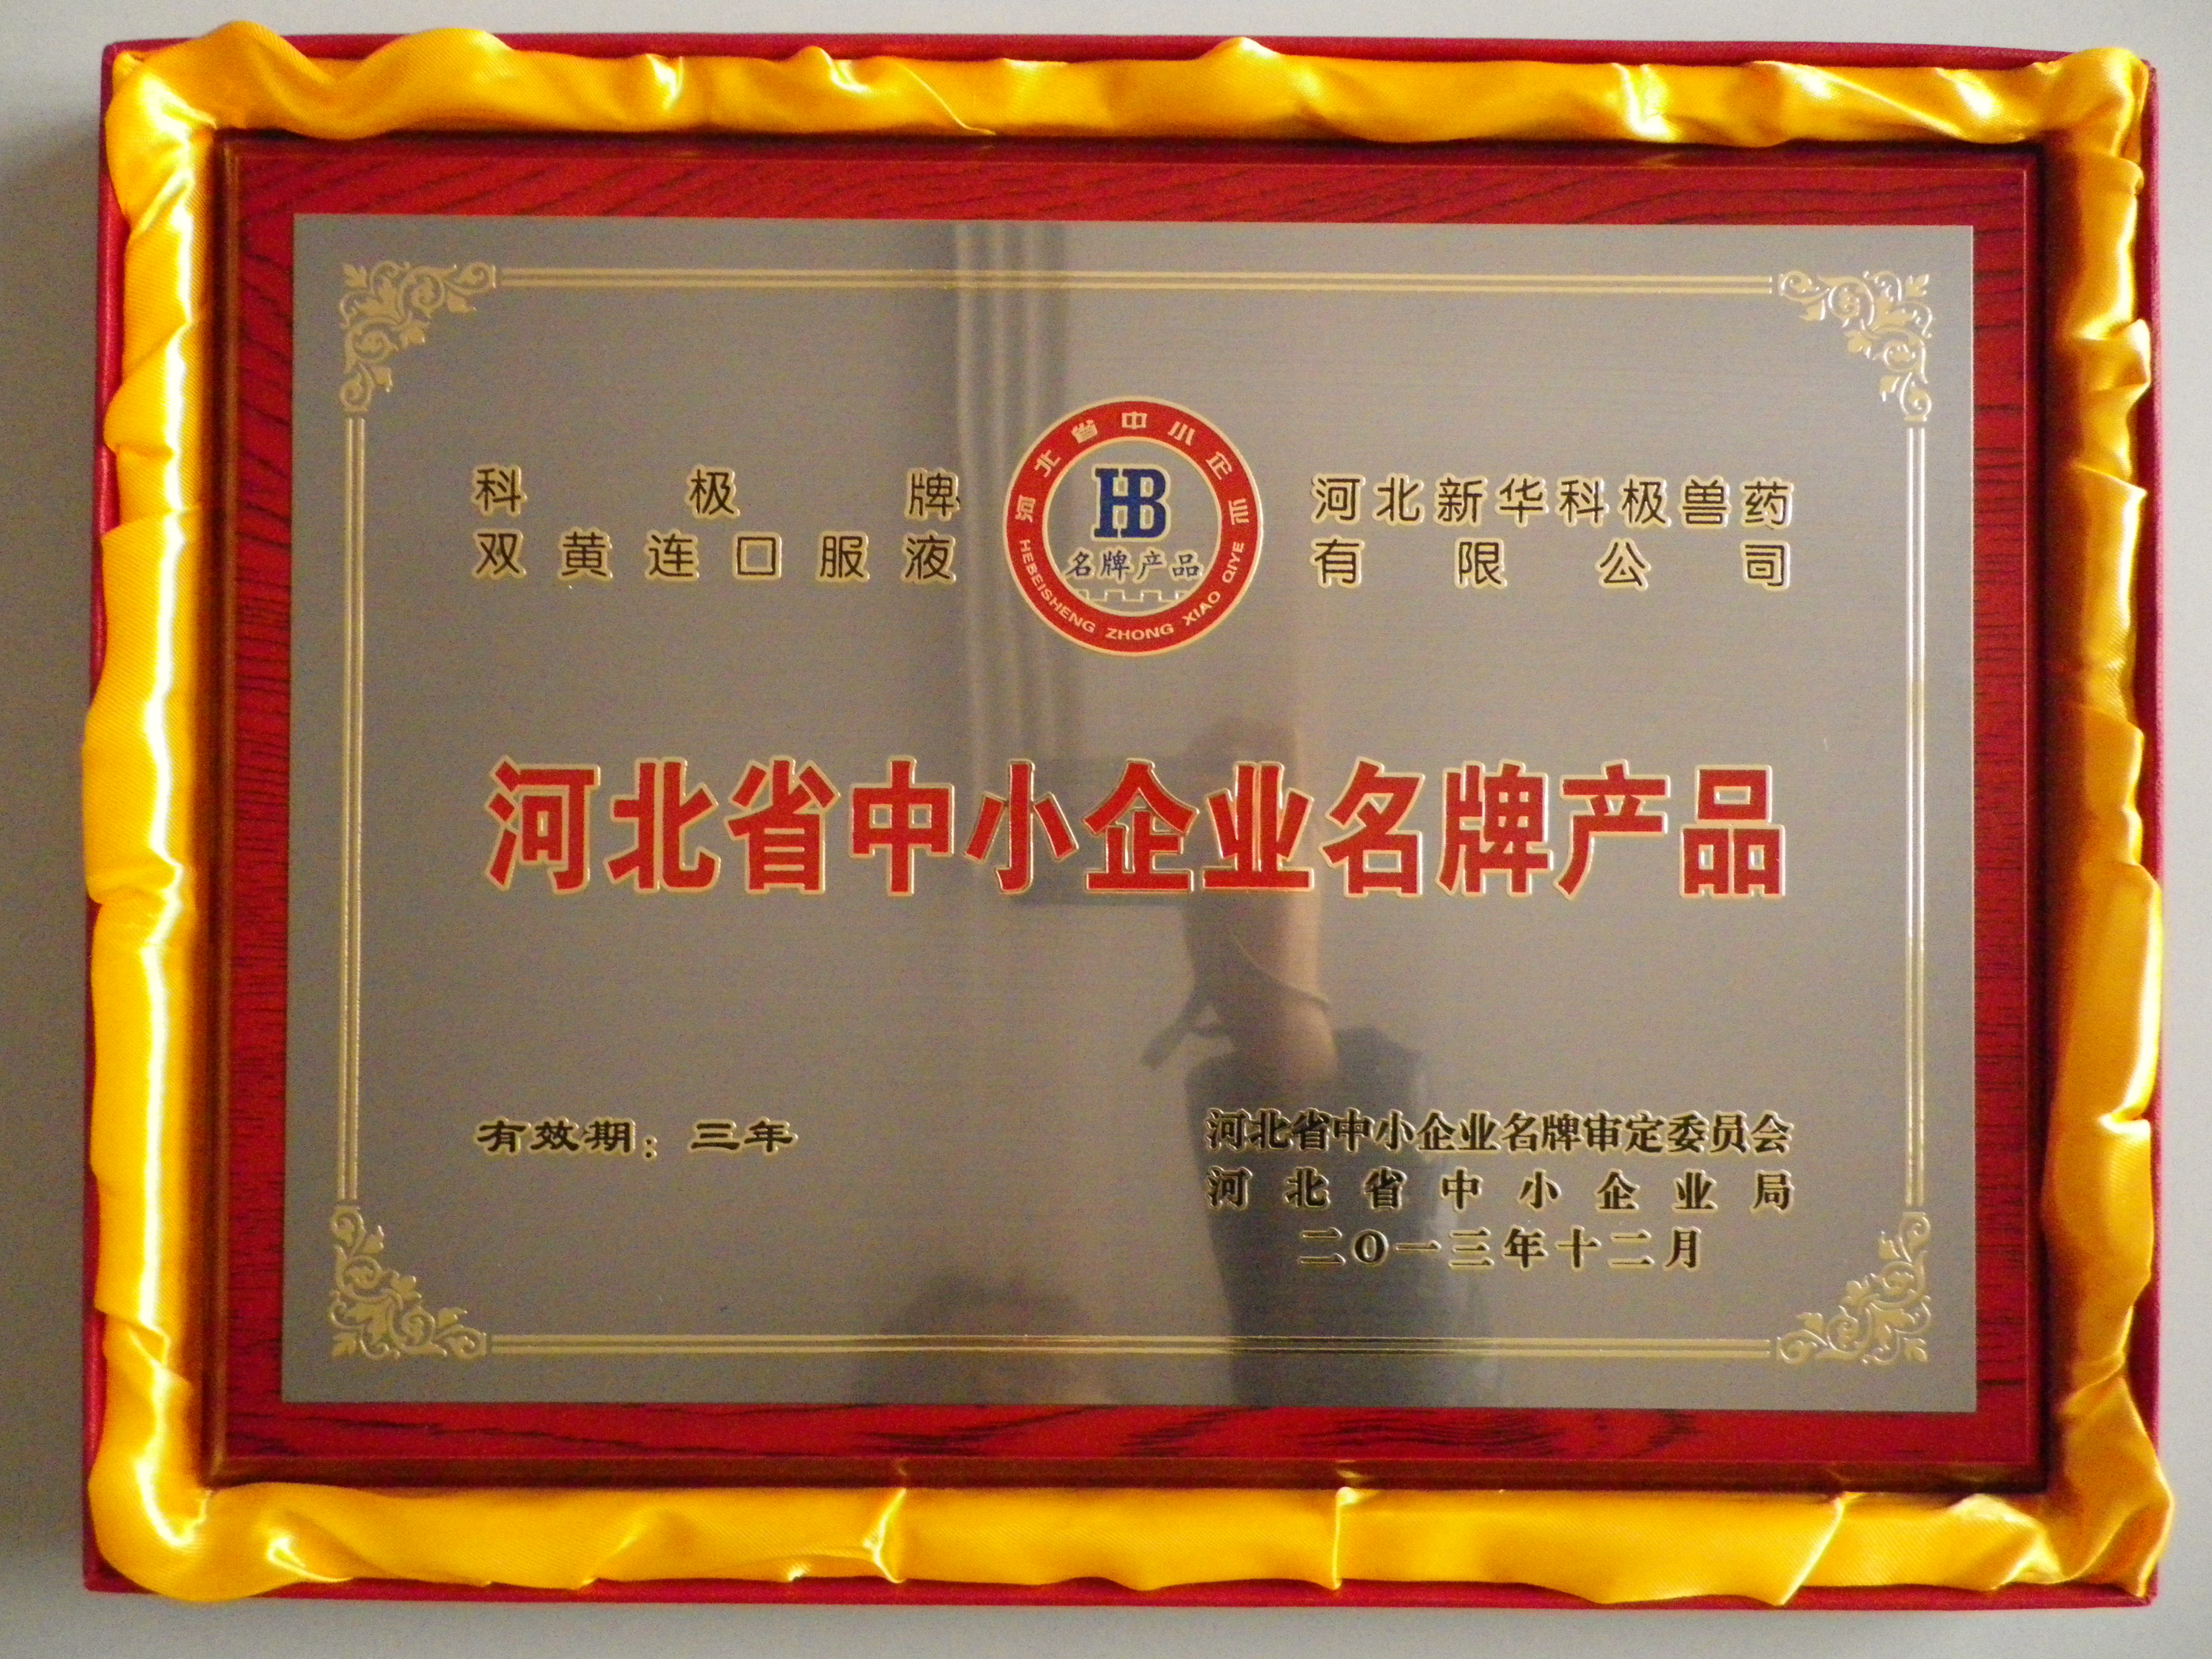 科极牌
双黄连口服液
河北省中小企业
HB
名牌产品
HEBEISHENG ZHONG XIAO QIYE
河北新华科极兽药
有限公司
河北省中小企业名牌产品
有效期：三年
河北省中小企业名牌审定委员会
河北省中小企业局
二〇一三年十二月